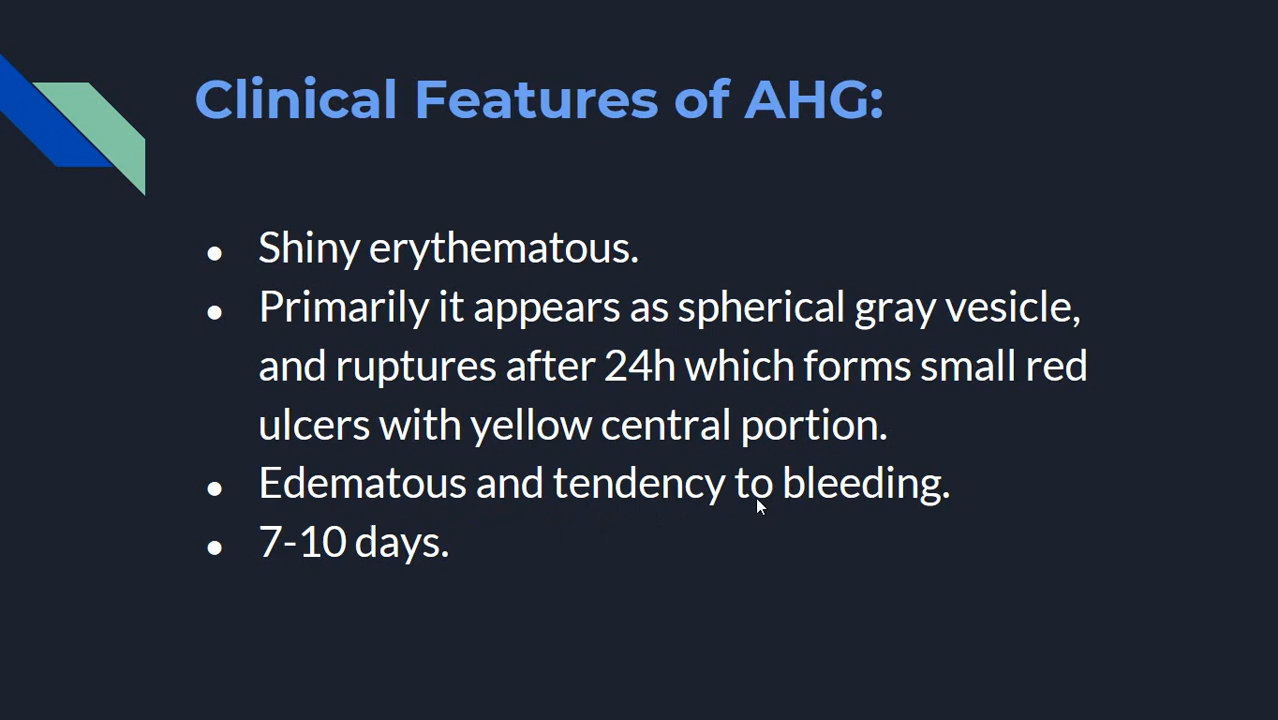 Clinical Features of AHG:
● Shiny erythematous.
● Primarily it appears as spherical gray vesicle,
and ruptures after 24h which forms small red
ulcers with yellow central portion.
● Edematous and tendency to bleeding.
● 7-10 days.